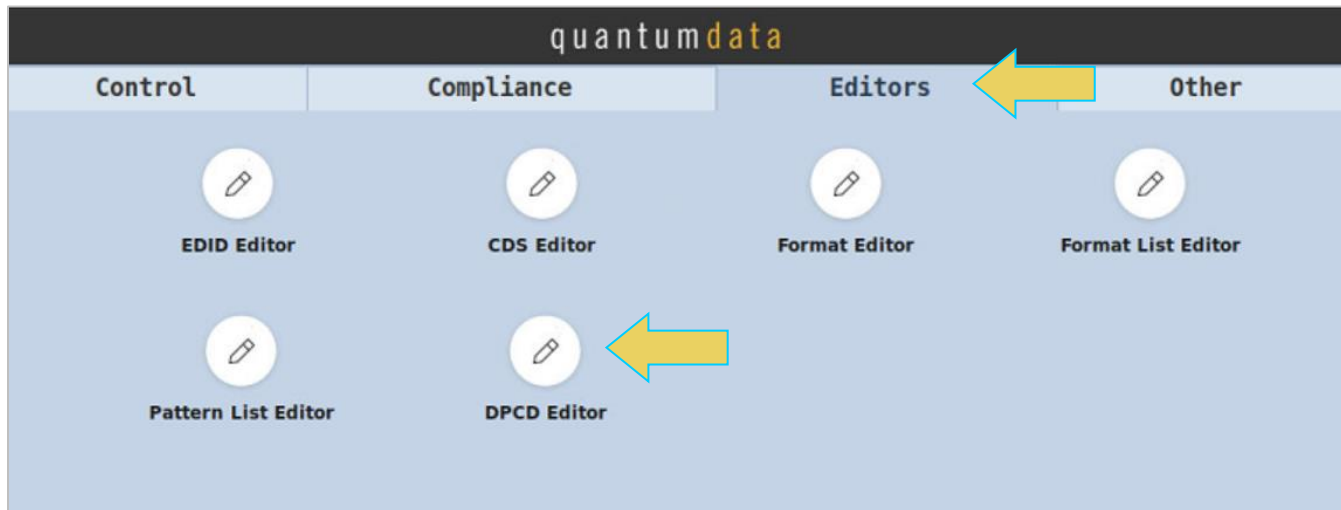 quantumdata
Control Compliance Editors Other
EDID Editor CDS Editor Format Editor Format List Editor
Pattern List Editor DPCD Editor